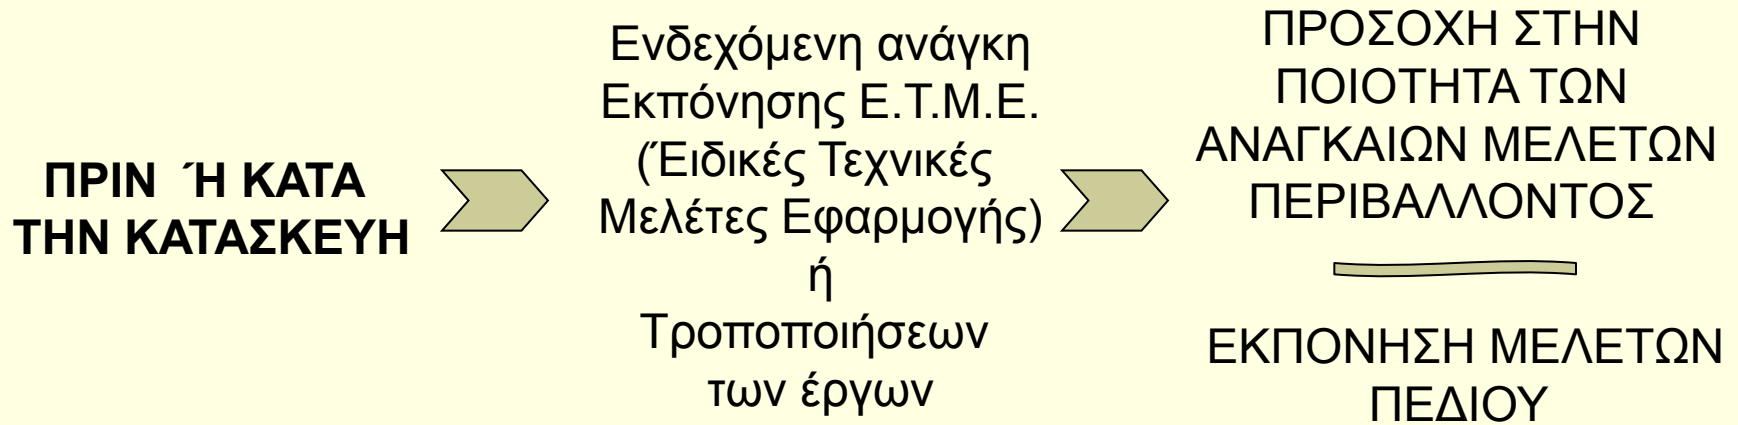 ΠΡΙΝ Ή ΚΑΤΑ
ΤΗΝ ΚΑΤΑΣΚΕΥΗ
Ενδεχόμενη ανάγκη
Εκπόνησης Ε.Τ.Μ.Ε.
(Έιδικές Τεχνικές
Μελέτες Εφαρμογής)
ή
Τροποποιήσεων
των έργων
ΠΡΟΣΟΧΗ ΣΤΗΝ
ΠΟΙΟΤΗΤΑ ΤΩΝ
ΑΝΑΓΚΑΙΩΝ ΜΕΛΕΤΩΝ
ΠΕΡΙΒΑΛΛΟΝΤΟΣ
ΕΚΠΟΝΗΣΗ ΜΕΛΕΤΩΝ
ΠΕΔΙΟΥ